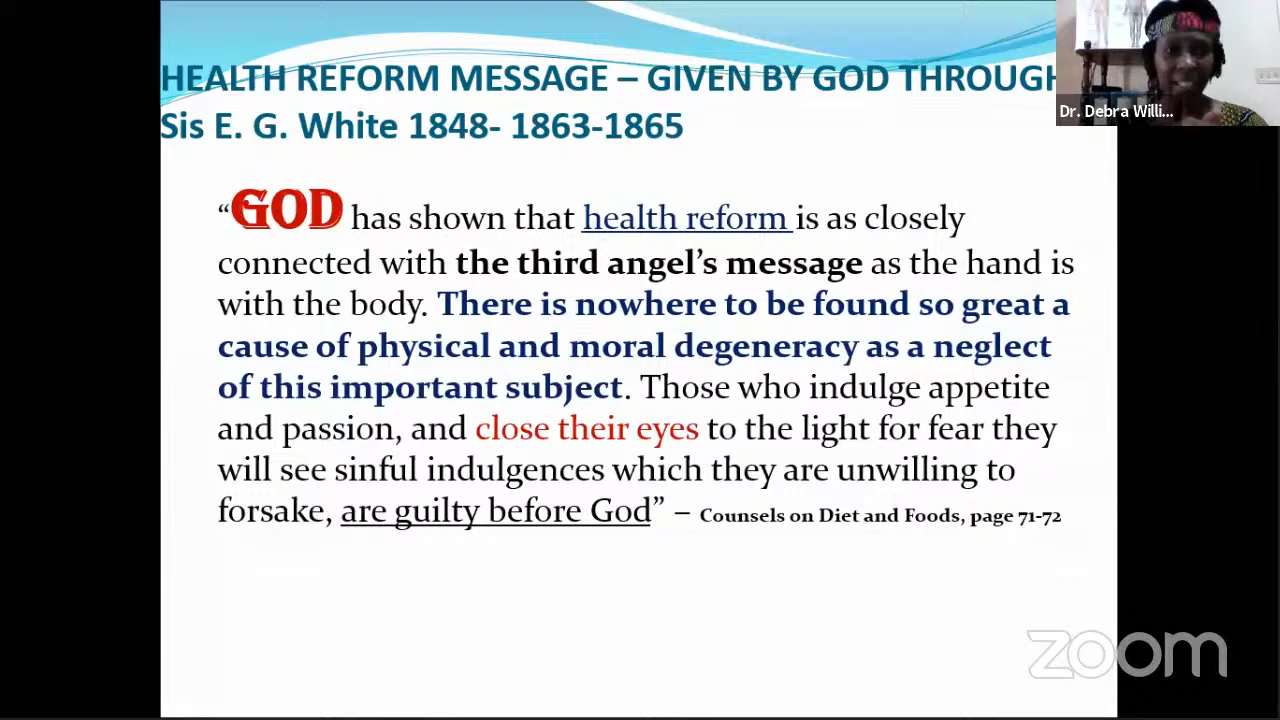 HEALTH REFORM MESSAGE – GIVEN BY GOD THROUGH
Sis E. G. White 1848- 1863-1865
Dr. Debra Willi...
“GOD has shown that health reform is as closely
connected with the third angel’s message as the hand is
with the body. There is nowhere to be found so great a
cause of physical and moral degeneracy as a neglect
of this important subject. Those who indulge appetite
and passion, and close their eyes to the light for fear they
will see sinful indulgences which they are unwilling to
forsake, are guilty before God” – Counsels on Diet and Foods, page 71-72
zoom